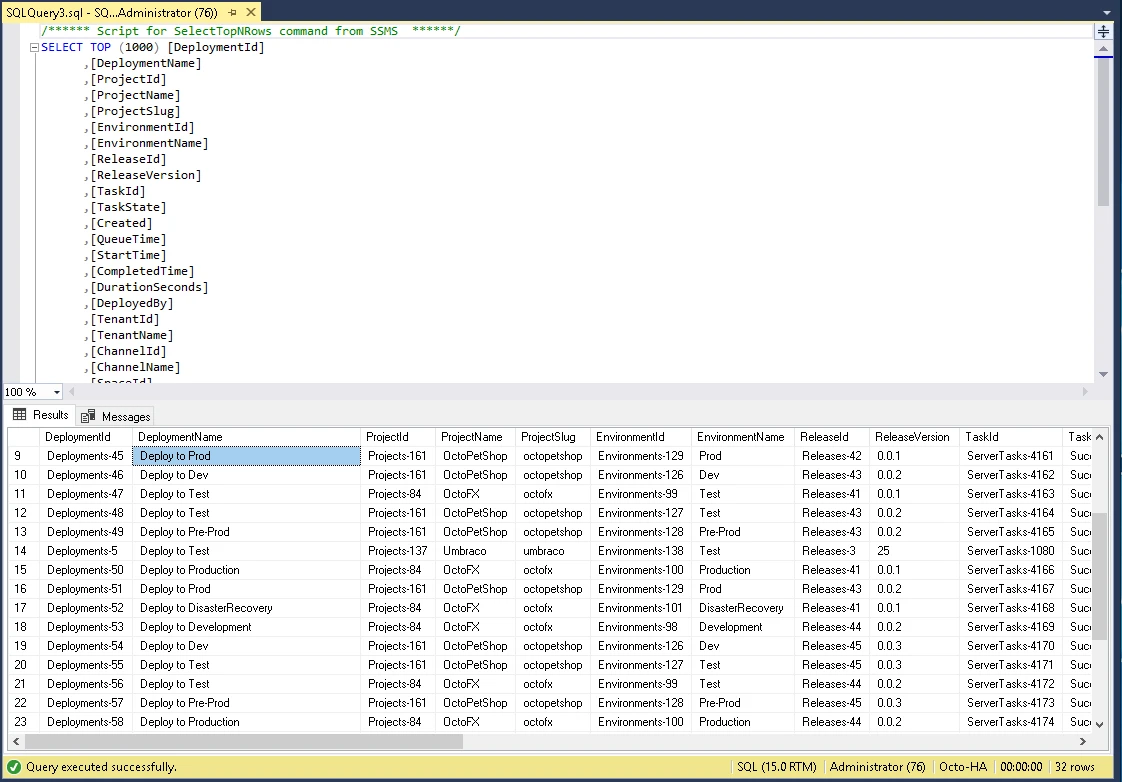 SQLQuery3.sql - SQ...Administrator (76))
/****** Script for SelectTopNRows command from SSMS ******/
SELECT TOP (1000) [DeploymentId]
,[DeploymentName]
,[ProjectId]
,[ProjectName]
,[ProjectSlug]
,[EnvironmentId]
,[EnvironmentName]
,[ReleaseId]
,[ReleaseVersion]
,[TaskId]
,[TaskState]
,[Created]
,[QueueTime]
,[StartTime]
,[CompletedTime]
,[DurationSeconds]
,[DeployedBy]
,[TenantId]
,[TenantName]
,[ChannelId]
,[ChannelName]
,[SpaceId]
100 %
Results Messages
DeploymentId DeploymentName ProjectId ProjectName ProjectSlug EnvironmentId EnvironmentName ReleaseId ReleaseVersion TaskId Task
9 Deployments-45 Deploy to Prod Projects-161 OctoPetShop octopetshop Environments-129 Prod Releases-42 0.0.1 ServerTasks-4161 Succ
10 Deployments-46 Deploy to Dev Projects-161 OctoPetShop octopetshop Environments-126 Dev Releases-43 0.0.2 ServerTasks-4162 Succ
11 Deployments-47 Deploy to Test Projects-84 OctoFX octofx Environments-99 Test Releases-41 0.0.1 ServerTasks-4163 Succ
12 Deployments-48 Deploy to Test Projects-161 OctoPetShop octopetshop Environments-127 Test Releases-43 0.0.2 ServerTasks-4164 Succ
13 Deployments-49 Deploy to Pre-Prod Projects-161 OctoPetShop octopetshop Environments-128 Pre-Prod Releases-43 0.0.2 ServerTasks-4165 Succ
14 Deployments-5 Deploy to Test Projects-137 Umbraco umbraco Environments-138 Test Releases-3 25 ServerTasks-1080 Succ
15 Deployments-50 Deploy to Production Projects-84 OctoFX octofx Environments-100 Production Releases-41 0.0.1 ServerTasks-4166 Succ
16 Deployments-51 Deploy to Prod Projects-161 OctoPetShop octopetshop Environments-129 Prod Releases-43 0.0.2 ServerTasks-4167 Succ
17 Deployments-52 Deploy to DisasterRecovery Projects-84 OctoFX octofx Environments-101 DisasterRecovery Releases-41 0.0.1 ServerTasks-4168 Succ
18 Deployments-53 Deploy to Development Projects-84 OctoFX octofx Environments-98 Development Releases-44 0.0.2 ServerTasks-4169 Succ
19 Deployments-54 Deploy to Dev Projects-161 OctoPetShop octopetshop Environments-126 Dev Releases-45 0.0.3 ServerTasks-4170 Succ
20 Deployments-55 Deploy to Test Projects-161 OctoPetShop octopetshop Environments-127 Test Releases-45 0.0.3 ServerTasks-4171 Succ
21 Deployments-56 Deploy to Test Projects-84 OctoFX octofx Environments-99 Test Releases-44 0.0.2 ServerTasks-4172 Succ
22 Deployments-57 Deploy to Pre-Prod Projects-161 OctoPetShop octopetshop Environments-128 Pre-Prod Releases-45 0.0.3 ServerTasks-4173 Succ
23 Deployments-58 Deploy to Production Projects-84 OctoFX octofx Environments-100 Production Releases-44 0.0.2 ServerTasks-4174 Succ
Query executed successfully. SQL (15.0 RTM) Administrator (76) Octo-HA 00:00:00 32 rows